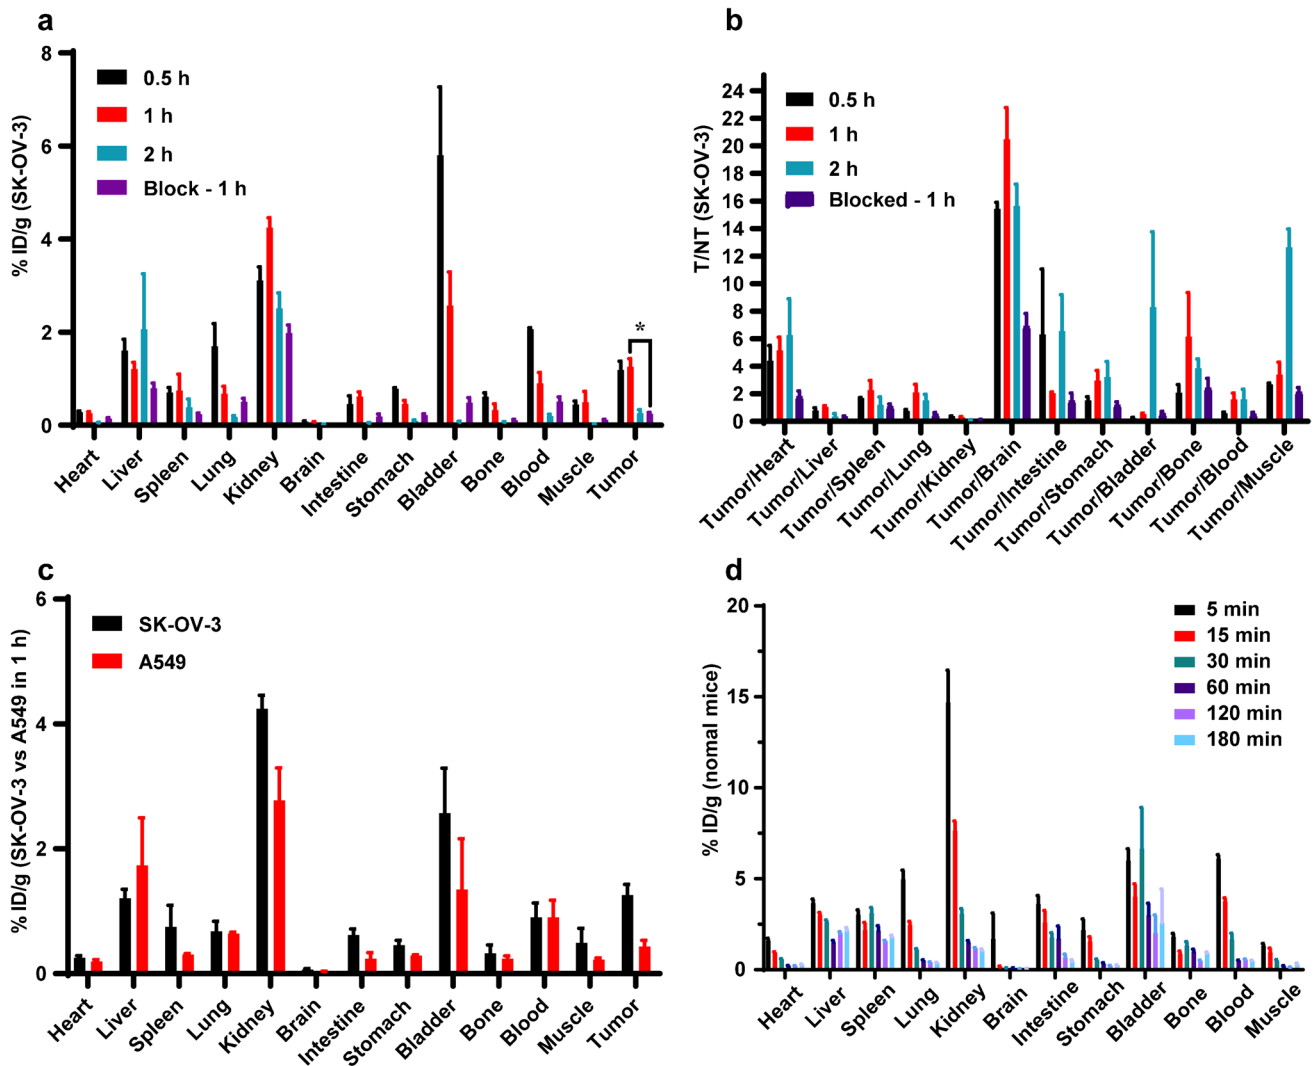 a
% ID/g (SK-OV-3)
8
6
4
2
0
0.5 h
1 h
2 h
Block - 1 h
*
Heart
Liver
Spleen
Lung
Kidney
Brain
Intestine
Stomach
Bladder
Bone
Blood
Muscle
Tumor
b
T/NT (SK-OV-3)
24
22
20
18
16
14
12
10
8
6
4
2
0
0.5 h
1 h
2 h
Blocked - 1 h
Tumor/Heart
Tumor/Liver
Tumor/Spleen
Tumor/Lung
Tumor/Kidney
Tumor/Brain
Tumor/Intestine
Tumor/Stomach
Tumor/Bladder
Tumor/Bone
Tumor/Blood
Tumor/Muscle
c
% ID/g (SK-OV-3 vs A549 in 1 h)
6
4
2
0
SK-OV-3
A549
Heart
Liver
Spleen
Lung
Kidney
Brain
Intestine
Stomach
Bladder
Bone
Blood
Muscle
Tumor
d
% ID/g (nomal mice)
20
15
10
5
0
5 min
15 min
30 min
60 min
120 min
180 min
Heart
Liver
Spleen
Lung
Kidney
Brain
Intestine
Stomach
Bladder
Bone
Blood
Muscle